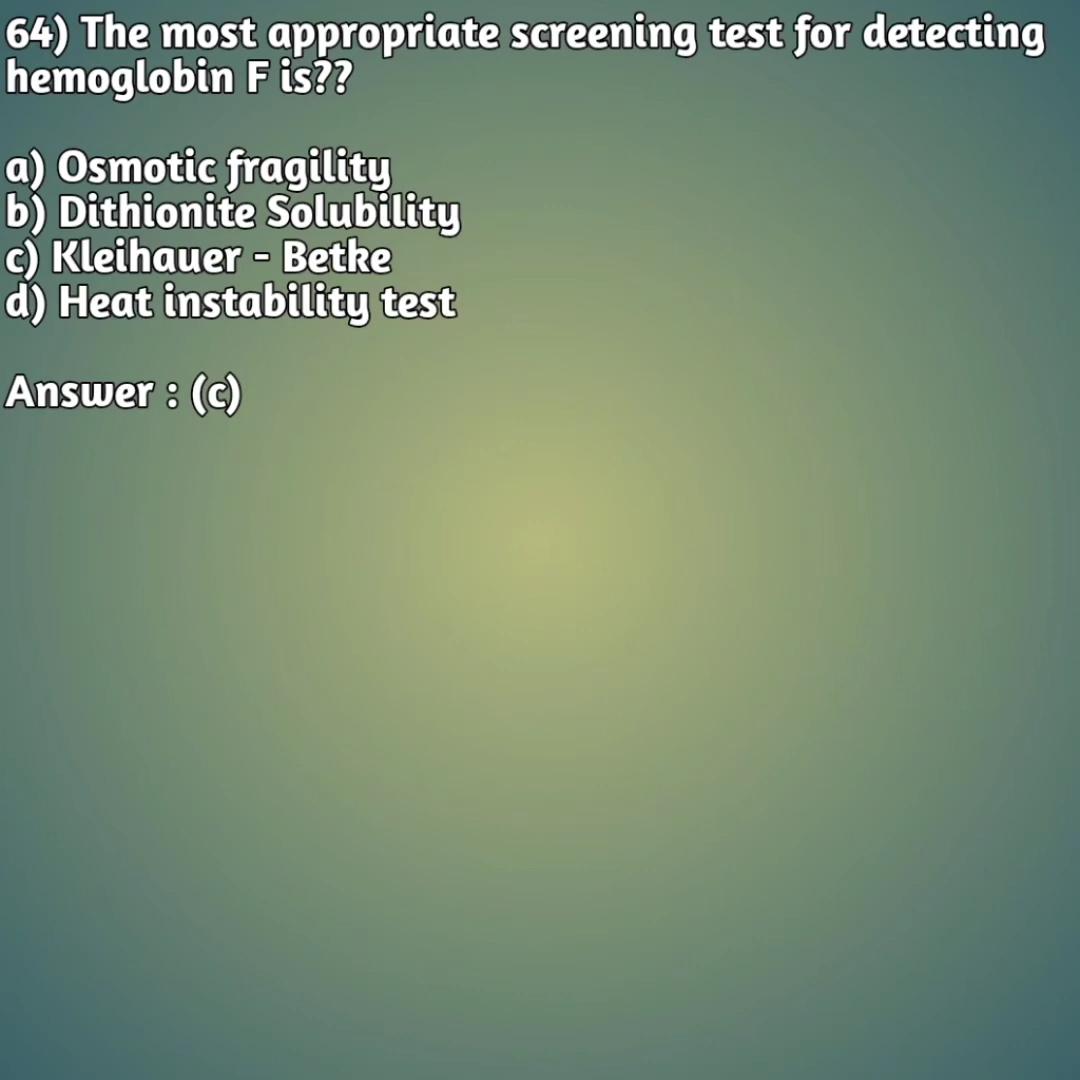 64) The most appropriate screening test for detecting
hemoglobin F is??
a) Osmotic fragility
b) Dithionite Solubility
c) Kleihauer - Betke
d) Heat instability test
Answer : (c)